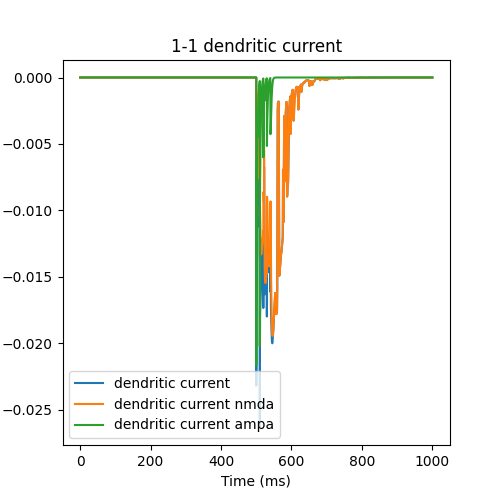 1-1 dendritic current
0.000
−0.005
−0.010
−0.015
−0.020
−0.025
dendritic current
dendritic current nmda
dendritic current ampa
0 200 400 600 800 1000
Time (ms)